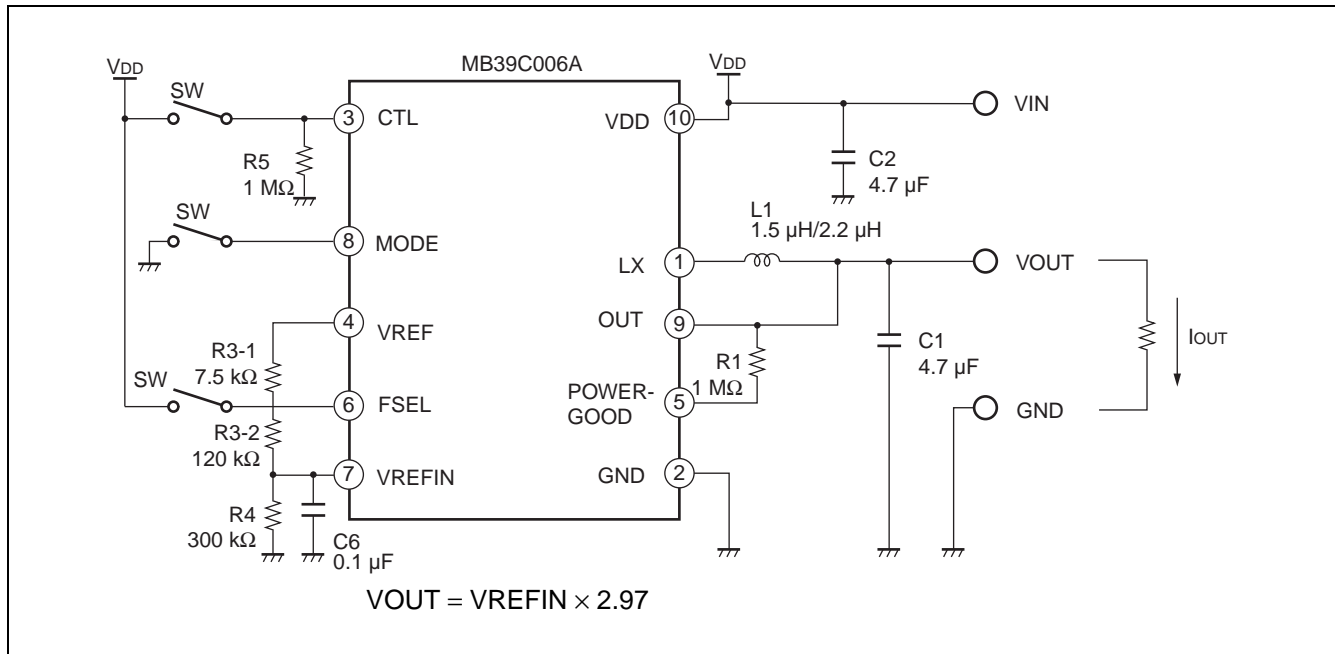 MB39C006A
VDD
SW
3
CTL
R5
1 MΩ
SW
8
MODE
4
VREF
R3-1
7.5 kΩ
SW
6
FSEL
R3-2
120 kΩ
7
VREFIN
R4
300 kΩ
C6
0.1 µF
VDD
VDD
10
VIN
C2
4.7 µF
L1
1.5 µH/2.2 µH
LX
1
VOUT
OUT
9
R1
1 MΩ
C1
4.7 µF
IOUT
POWER-
GOOD
5
GND
GND
2
VOUT = VREFIN × 2.97